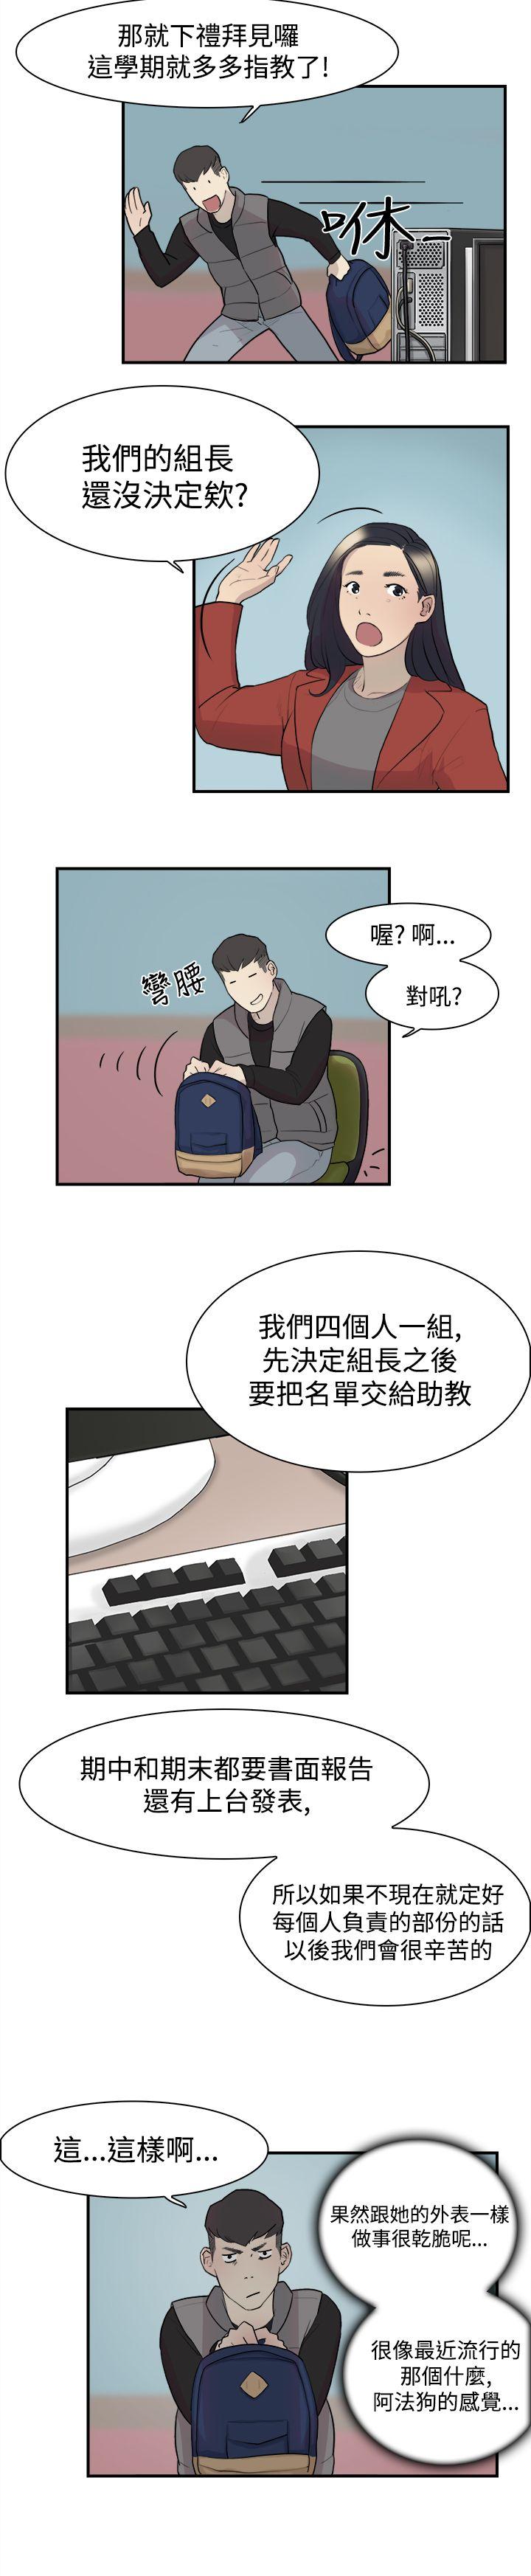 那就下禮拜見囉
這學期就多多指教了!
咻-
我們的組長
還沒決定欸?
喔? 啊...
對吼?
彎腰
我們四個人一組,
先決定組長之後
要把名單交給助教
期中和期末都要書面報告
還有上台發表,
所以如果不現在就定好
每個人負責的部份的話
以後我們會很辛苦的
這...這樣啊...
果然跟她的外表一樣
做事很乾脆呢...
很像最近流行的
那個什麼,
阿法狗的感覺...